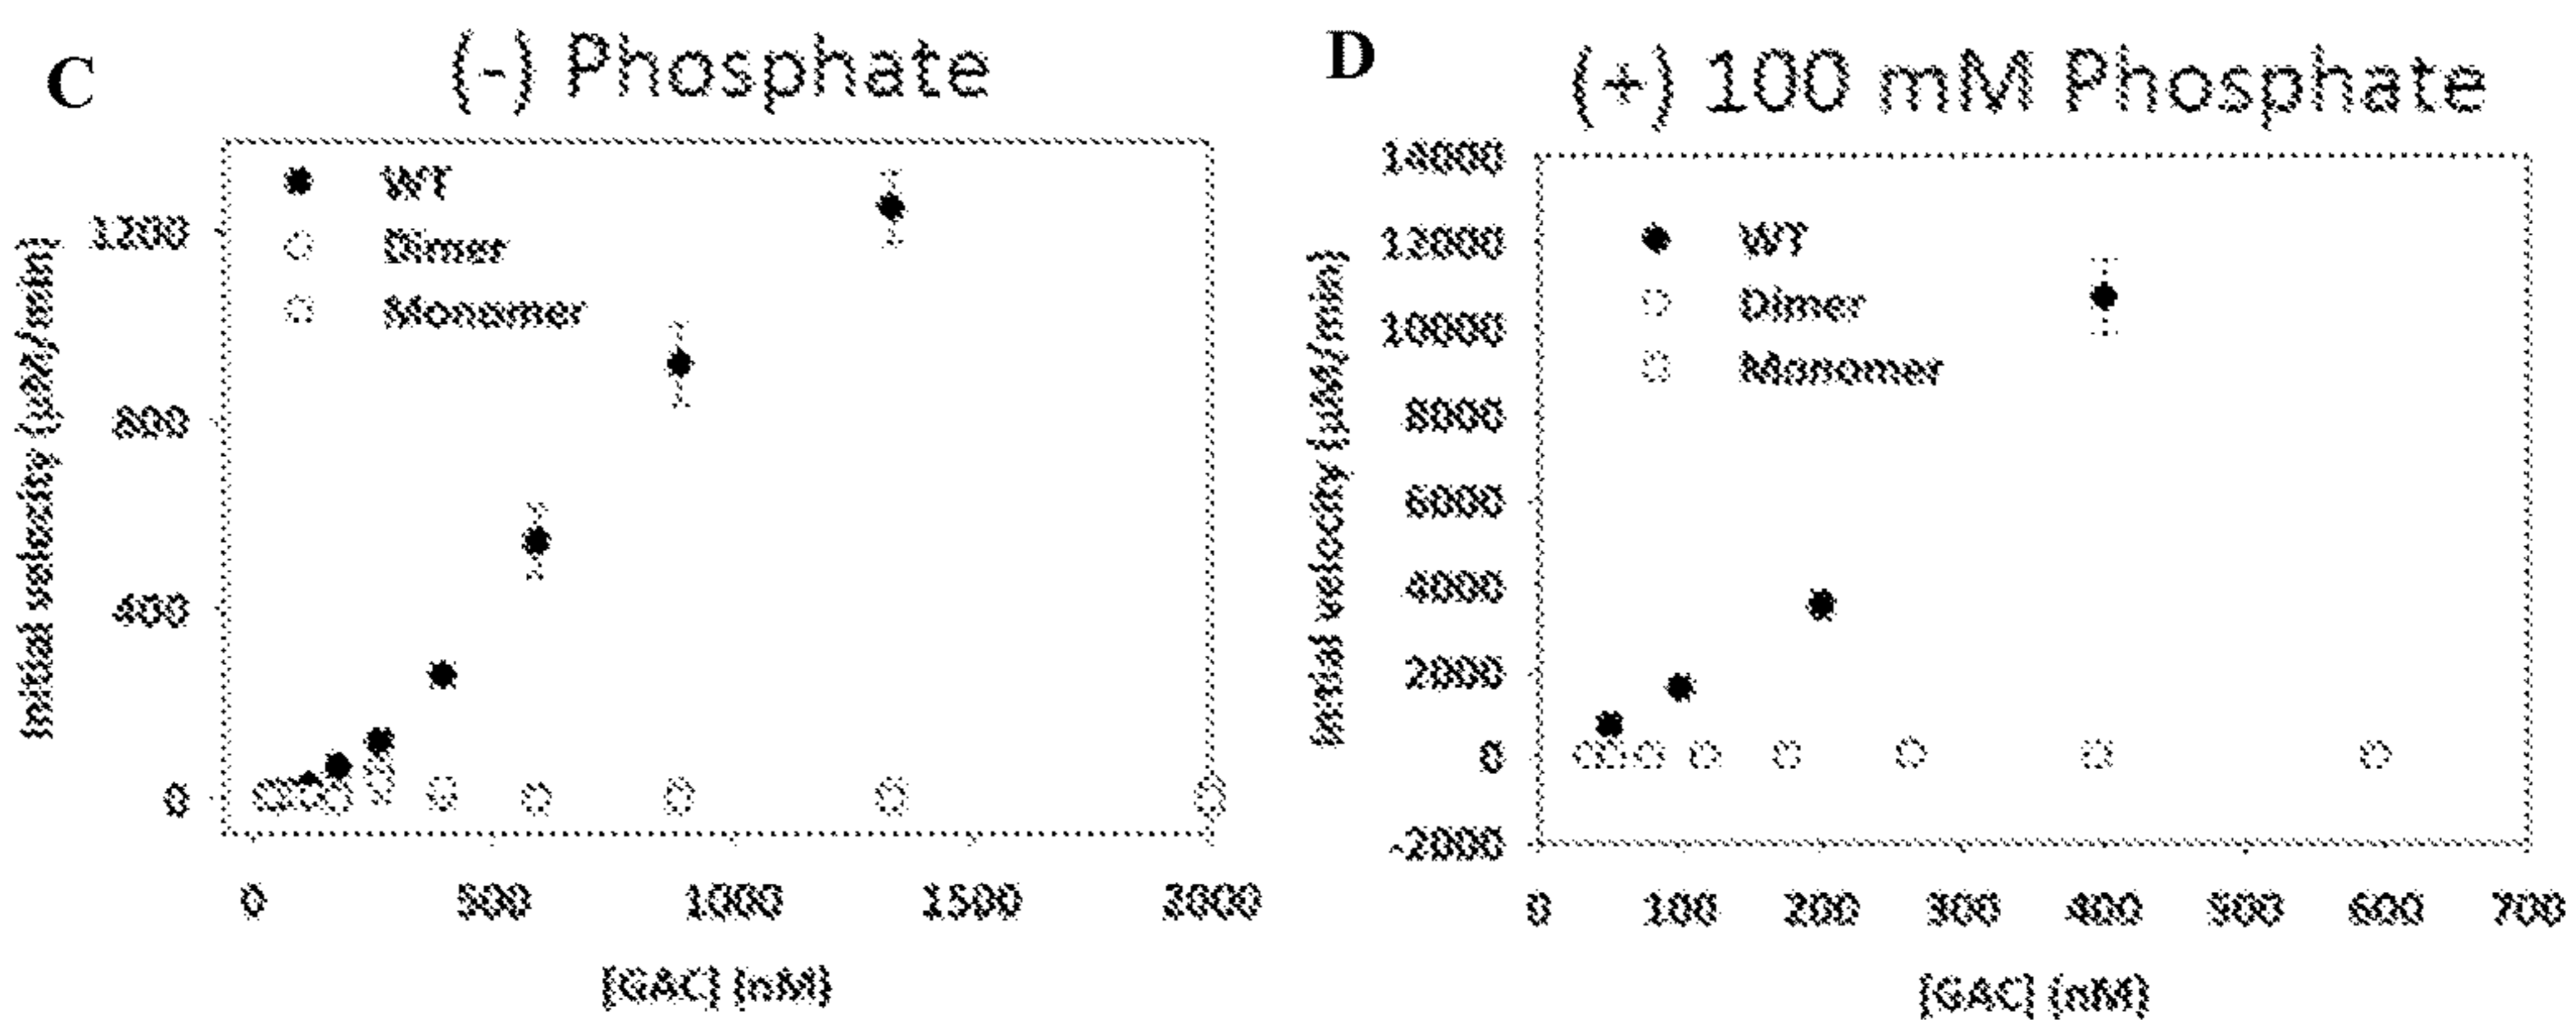 C
(-) Phosphate
WT
Dimer
Monomer
1200
800
400
0
Initial velocity (µM/min)
0
500
1000
1500
2000
[GAC] (nM)
D
(+) 100 mM Phosphate
14000
12000
10000
8000
6000
4000
2000
0
-2000
WT
Dimer
Monomer
Initial velocity (µM/min)
0
100
200
300
400
500
600
700
[GAC] (nM)